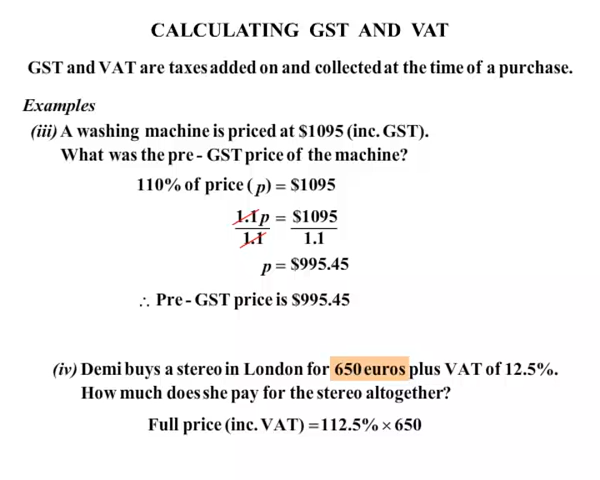 CALCULATING GST AND VAT
GST and VAT are taxes added on and collected at the time of a purchase.
Examples
(iii) A washing machine is priced at $1095 (inc. GST).
What was the pre - GST price of the machine?
110% of price ( p) = $1095
1.1p = $1095
1.1 1.1
p = $995.45
∴ Pre - GST price is $995.45
(iv) Demi buys a stereo in London for 650 euros plus VAT of 12.5%.
How much does she pay for the stereo altogether?
Full price (inc. VAT) =112.5% × 650